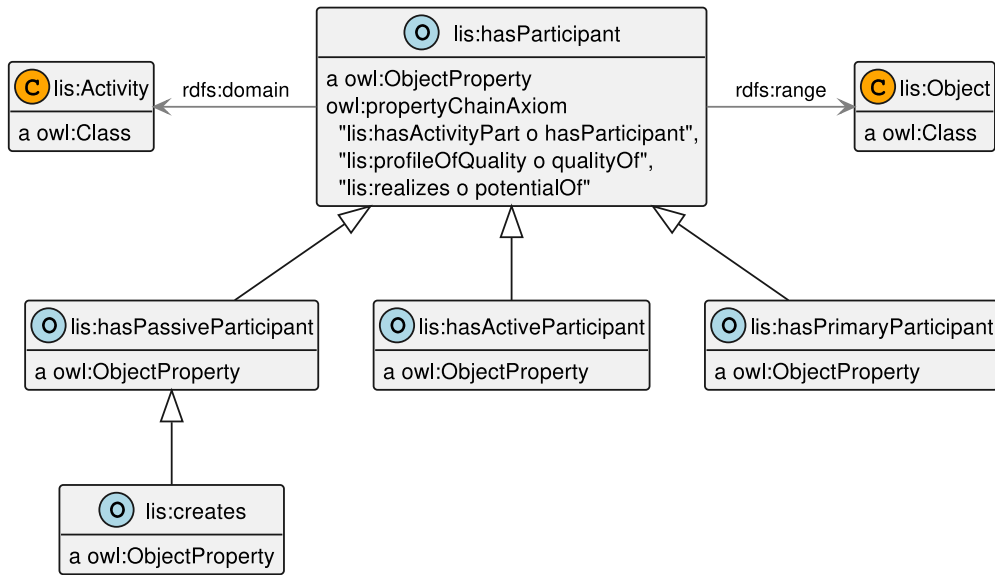 O lis:hasParticipant
a owl:ObjectProperty
owl:propertyChainAxiom
"lis:hasActivityPart o hasParticipant",
"lis:profileOfQuality o qualityOf",
"lis:realizes o potentialOf"
C lis:Activity
a owl:Class
rdfs:domain
rdfs:range
C lis:Object
a owl:Class
O lis:hasPassiveParticipant
a owl:ObjectProperty
O lis:hasActiveParticipant
a owl:ObjectProperty
O lis:hasPrimaryParticipant
a owl:ObjectProperty
O lis:creates
a owl:ObjectProperty